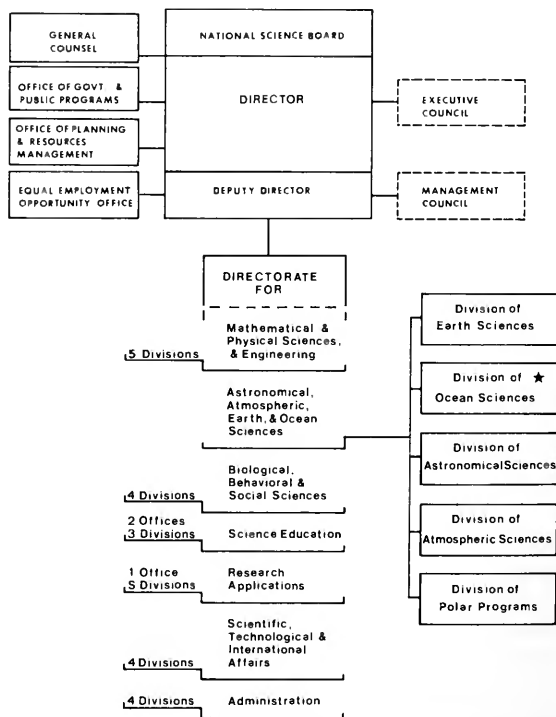 GENERAL
COUNSEL
NATIONAL SCIENCE BOARD
OFFICE OF GOVT. &
PUBLIC PROGRAMS
DIRECTOR
EXECUTIVE
COUNCIL
OFFICE OF PLANNING
& RESOURCES
MANAGEMENT
EQUAL EMPLOYMENT
OPPORTUNITY OFFICE
DEPUTY DIRECTOR
MANAGEMENT
COUNCIL
DIRECTORATE
FOR
Mathematical &
Physical Sciences,
& Engineering
5 Divisions
Astronomical,
Atmospheric,
Earth, & Ocean
Sciences
Biological,
Behavioral &
Social Sciences
4 Divisions
2 Offices
3 Divisions
Science Education
1 Office
S Divisions
Research
Applications
Scientific,
Technological &
International
Affairs
4 Divisions
4 Divisions
Administration
Division of
Earth Sciences
Division of ★
Ocean Sciences
Division of
Astronomical Sciences
Division of
Atmospheric Sciences
Division of
Polar Programs